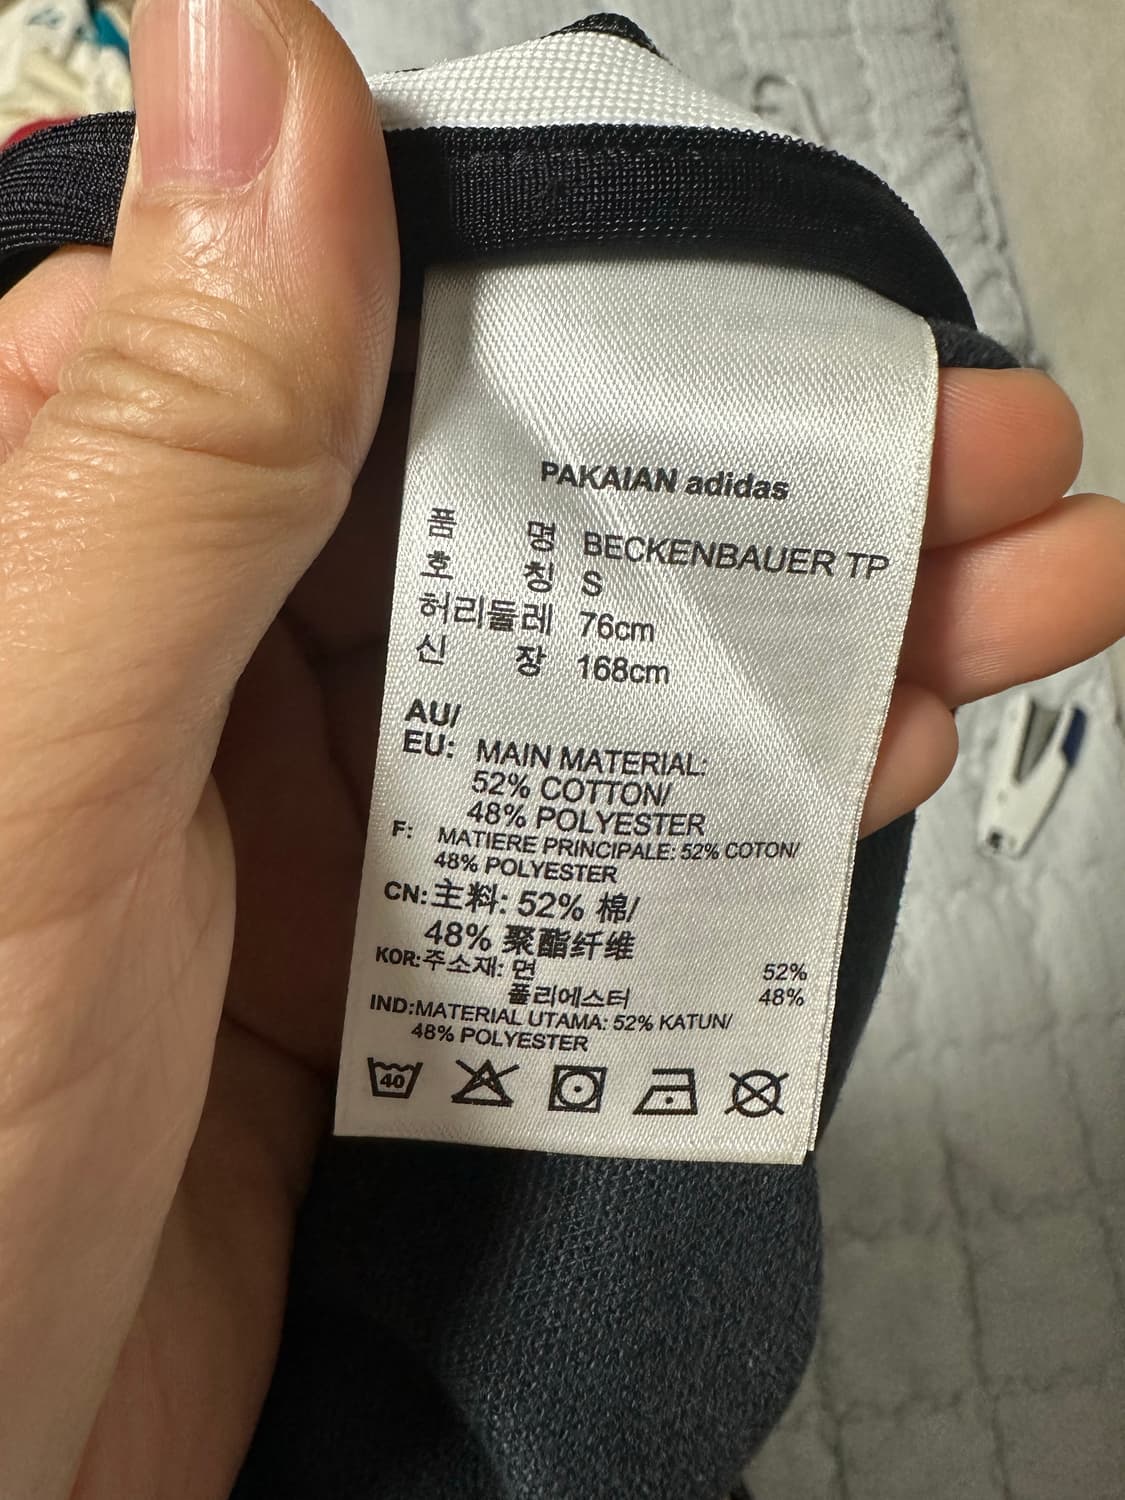 PAKAIAN adidas
품 명 BECKENBAUER TP
호 칭 S
허리둘레 76cm
신 장 168cm
AU/
EU: MAIN MATERIAL:
52% COTTON/
48% POLYESTER
F: MATIERE PRINCIPALE: 52% COTON/
48% POLYESTER
CN: 主料: 52% 棉/
48% 聚酯纤维
KOR: 주소재: 면 52%
폴리에스터 48%
IND: MATERIAL UTAMA: 52% KATUN/
48% POLYESTER
40